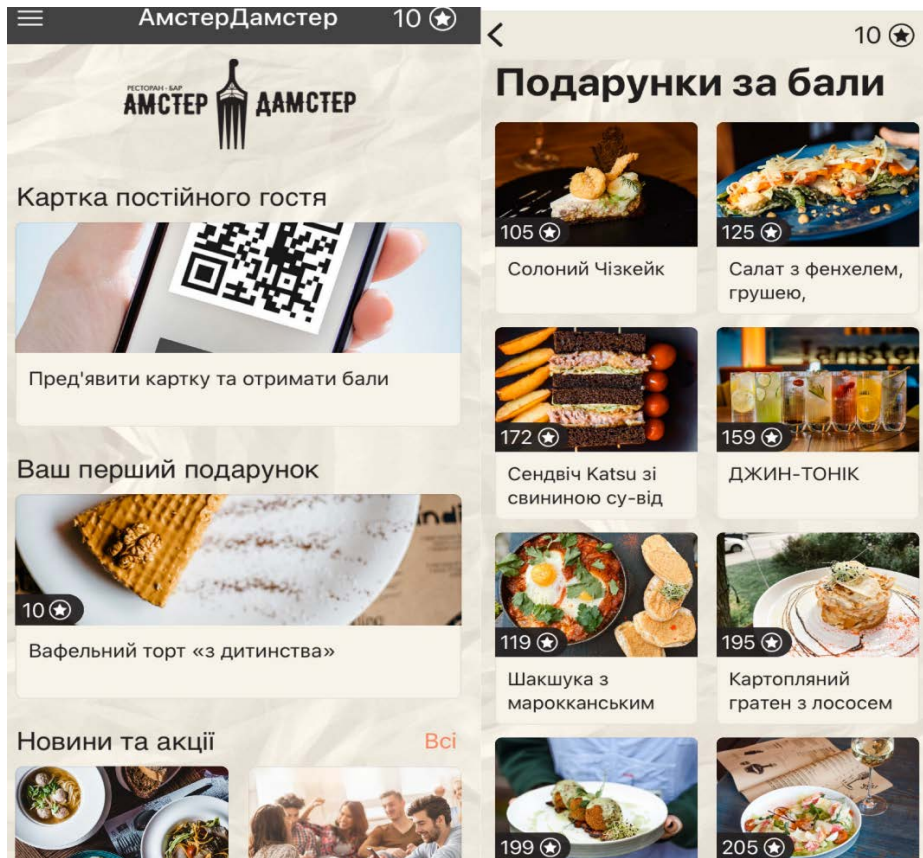 АмстерДамстер 10
РЕСТОРАН - БАР
АМСТЕР ДАМСТЕР
Картка постійного гостя
Пред'явити картку та отримати бали
Ваш перший подарунок
10
Вафельний торт «з дитинства»
Новини та акції Всі
10
Подарунки за бали
105
Солоний Чізкейк
125
Салат з фенхелем,
грушею,
172
Сендвіч Katsu зі
свининою су-від
159
ДЖИН-ТОНІК
119
Шакшука з
марокканським
195
Картопляний
гратен з лососем
199
205